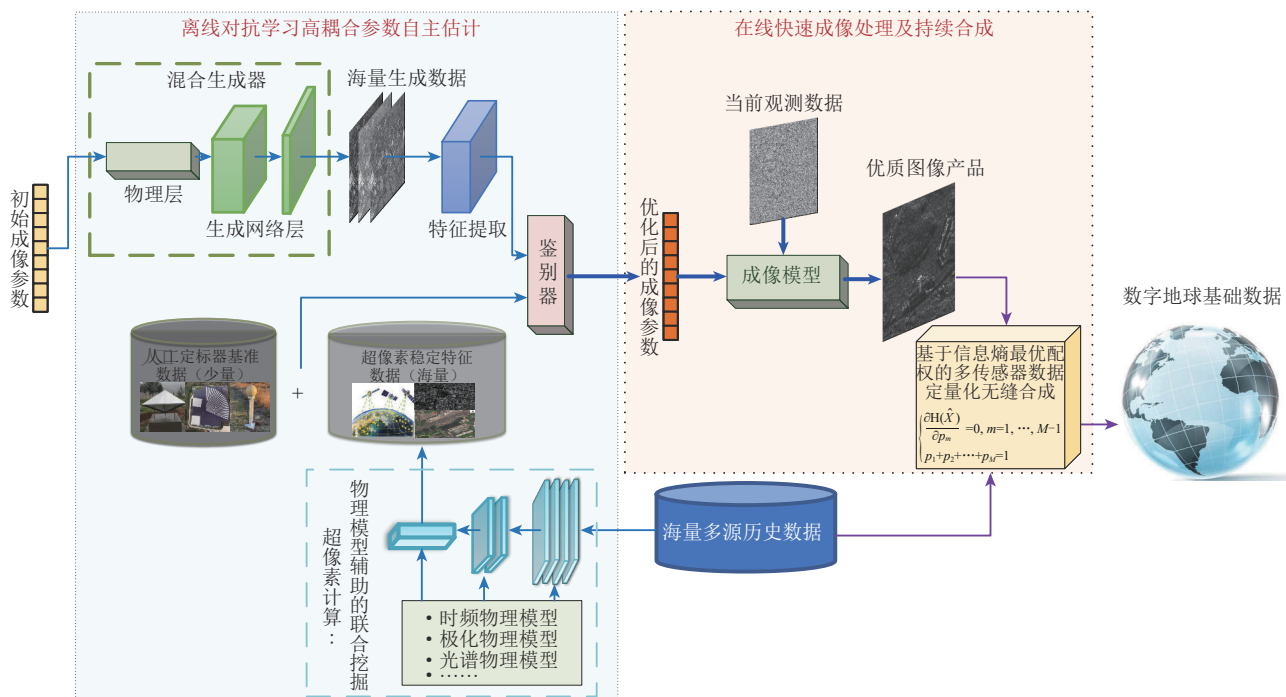 离线对抗学习高耦合参数自主估计
在线快速成像处理及持续合成
混合生成器
海量生成数据
物理层
生成网络层
特征提取
初始成像参数
鉴别器
人工定标器基准
数据（少量）
+
超像素稳定特征
数据（海量）
超像素计算：
物理模型辅助的联合挖掘
• 时频物理模型
• 极化物理模型
• 光谱物理模型
• ……
海量多源历史数据
优化后的成像参数
当前观测数据
成像模型
优质图像产品
基于信息熵最优配
权的多传感器数据
定量化无缝合成
∂H(X̂)/∂pₘ=0, m=1, …, M−1
p₁+p₂+…+p_M=1
数字地球基础数据